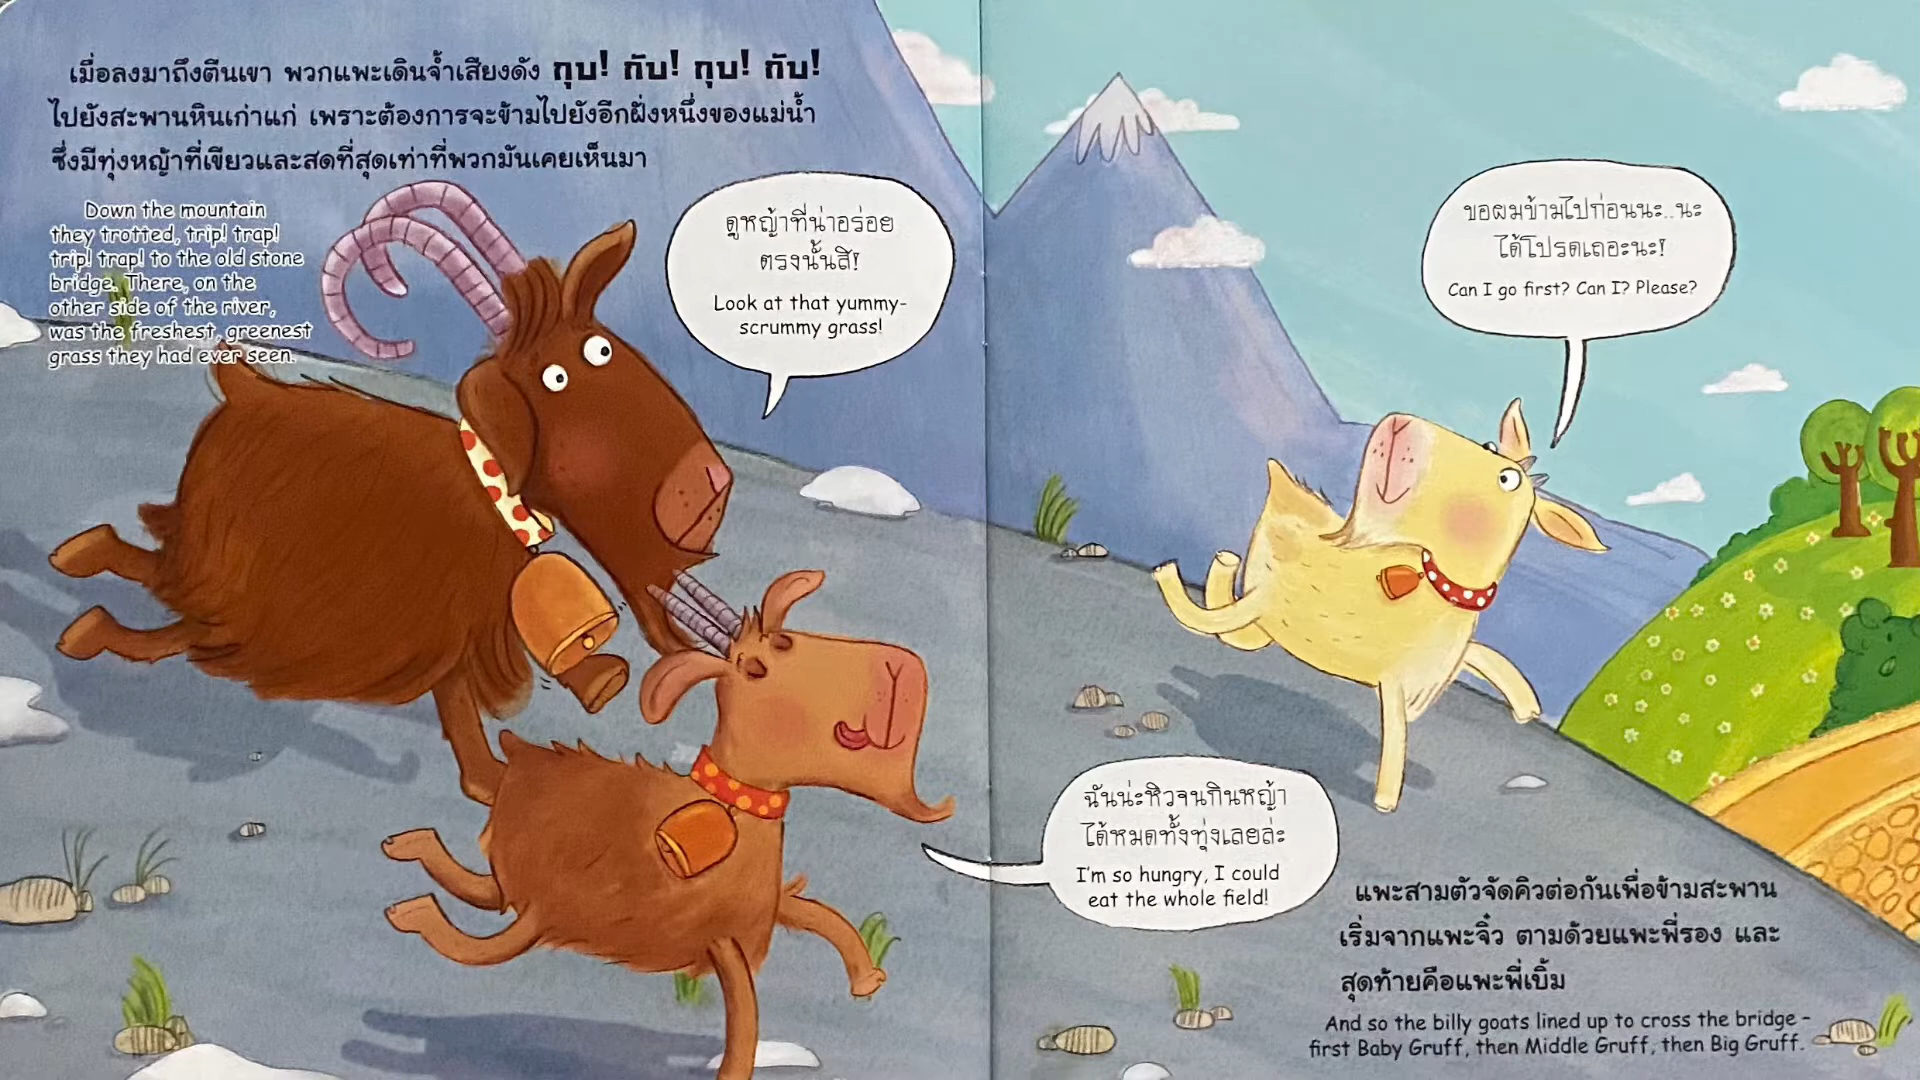 เมื่อลงมาถึงตีนเขา พวกแพะเดินจ้ำเสียงดัง กุบ! กับ! กุบ! กับ!
ไปยังสะพานหินเก่าแก่ เพราะต้องการจะข้ามไปยังอีกฝั่งหนึ่งของแม่น้ำ
ซึ่งมีทุ่งหญ้าที่เขียวและสดที่สุดเท่าที่พวกมันเคยเห็นมา
Down the mountain
they trotted, trip! trap!
trip! trap! to the old stone
bridge. There, on the
other side of the river,
was the freshest, greenest
grass they had ever seen.
ดูหญ้าที่น่าอร่อย
ตรงนั้นสิ!
Look at that yummy-
scrummy grass!
ขอผมข้ามไปก่อนนะ..นะ
ได้โปรดเถอะนะ!
Can I go first? Can I? Please?
ฉันน่ะหิวจนกินหญ้า
ได้หมดทั้งทุ่งเลยล่ะ
I'm so hungry, I could
eat the whole field!
แพะสามตัวจัดคิวต่อกันเพื่อข้ามสะพาน
เริ่มจากแพะจิ๋ว ตามด้วยแพะพี่รอง และ
สุดท้ายคือแพะพี่เบิ้ม
And so the billy goats lined up to cross the bridge –
first Baby Gruff, then Middle Gruff, then Big Gruff.